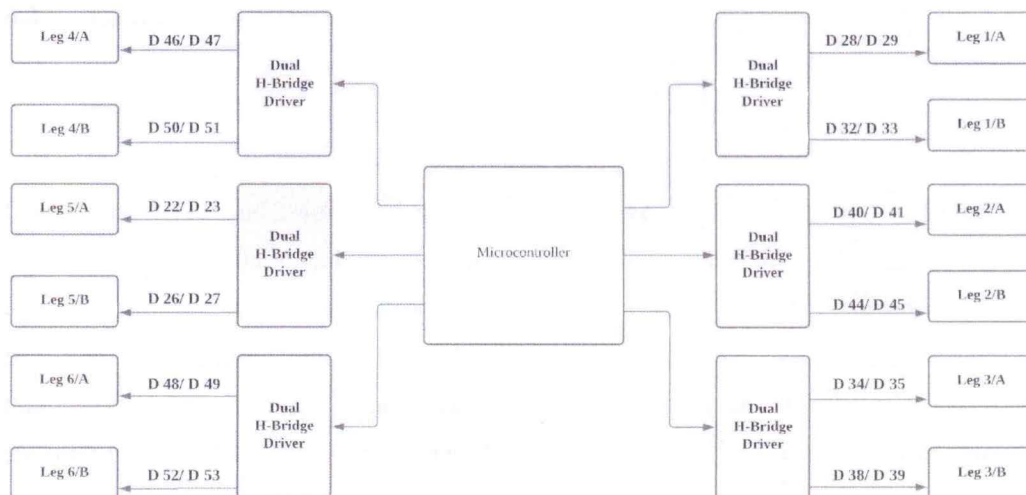 Leg 4/A
D 46/ D 47
Dual
H-Bridge
Driver
D 28/ D 29
Leg 1/A
Leg 4/B
D 50/ D 51
D 32/ D 33
Leg 1/B
Leg 5/A
D 22/ D 23
Dual
H-Bridge
Driver
Dual
H-Bridge
Driver
D 40/ D 41
Leg 2/A
Microcontroller
Dual
H-Bridge
Driver
Leg 5/B
D 26/ D 27
D 44/ D 45
Leg 2/B
Leg 6/A
D 48/ D 49
Dual
H-Bridge
Driver
Dual
H-Bridge
Driver
D 34/ D 35
Leg 3/A
Leg 6/B
D 52/ D 53
D 38/ D 39
Leg 3/B